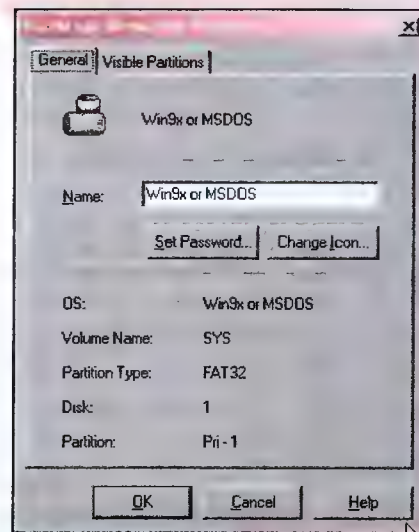 General Visible Partitions
Win9x or MSDOS
Name: Win9x or MSDOS
Set Password... Change Icon...
OS: Win9x or MSDOS
Volume Name: SYS
Partition Type: FAT32
Disk: 1
Partition: Pri - 1
OK Cancel Help